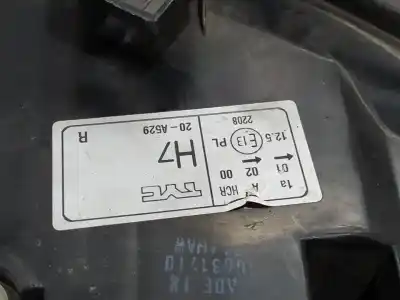 TYC
H7
20-A529 R
1a HCR
01 A 00
02
12.5 E13 PL
2208